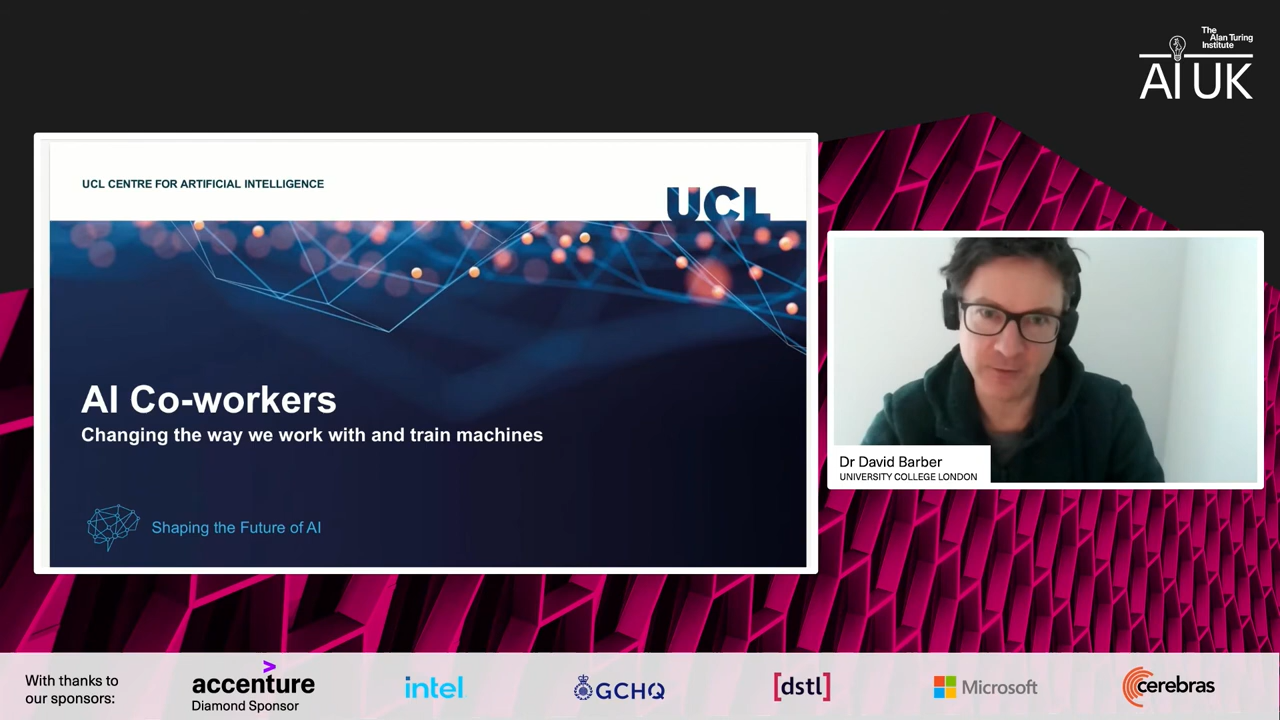 The
Alan Turing
Institute
AI UK
UCL CENTRE FOR ARTIFICIAL INTELLIGENCE
UCL
AI Co-workers
Changing the way we work with and train machines
Shaping the Future of AI
Dr David Barber
UNIVERSITY COLLEGE LONDON
With thanks to
our sponsors:
accenture
Diamond Sponsor
intel
GCHQ
[dstl]
Microsoft
cerebras